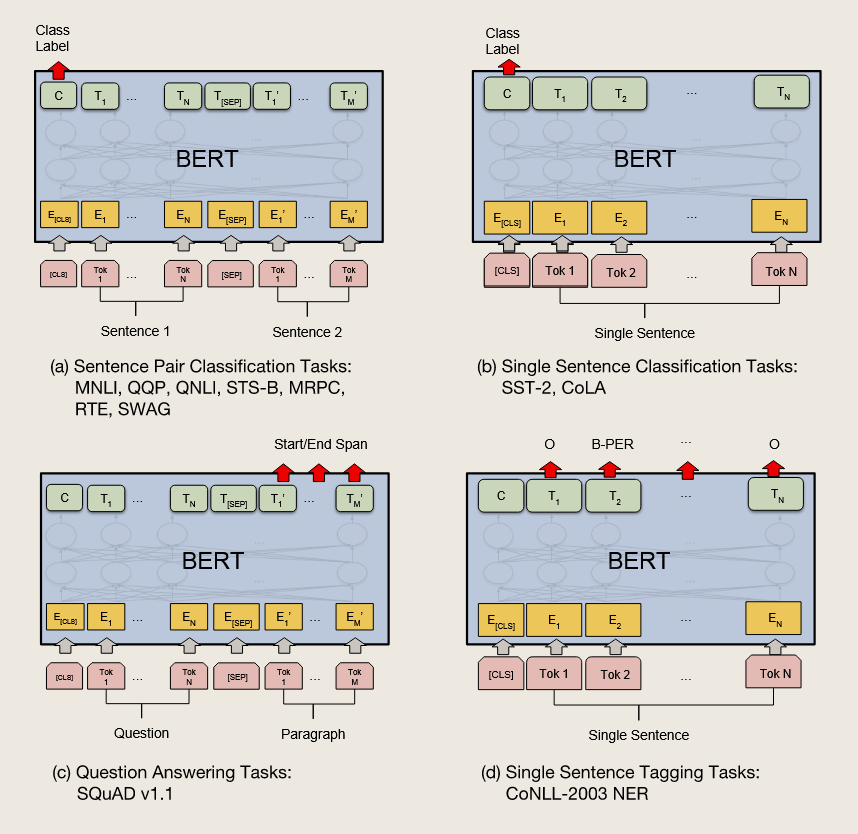 Class
Label
C T1 ... TN T[SEP] T1' ... TM'
BERT
E[CLS] E1 ... EN E[SEP] E1' ... EM'
[CLS] Tok 1 ... Tok N [SEP] Tok 1 ... Tok M
Sentence 1 Sentence 2
(a) Sentence Pair Classification Tasks:
MNLI, QQP, QNLI, STS-B, MRPC,
RTE, SWAG
Class
Label
C T1 T2 ... TN
BERT
E[CLS] E1 E2 ... EN
[CLS] Tok 1 Tok 2 ... Tok N
Single Sentence
(b) Single Sentence Classification Tasks:
SST-2, CoLA
Start/End Span
C T1 ... TN T[SEP] T1' ... TM'
BERT
E[CLS] E1 ... EN E[SEP] E1' ... EM'
[CLS] Tok 1 ... Tok N [SEP] Tok 1 ... Tok M
Question Paragraph
(c) Question Answering Tasks:
SQuAD v1.1
O B-PER ... O
C T1 T2 ... TN
BERT
E[CLS] E1 E2 ... EN
[CLS] Tok 1 Tok 2 ... Tok N
Single Sentence
(d) Single Sentence Tagging Tasks:
CoNLL-2003 NER